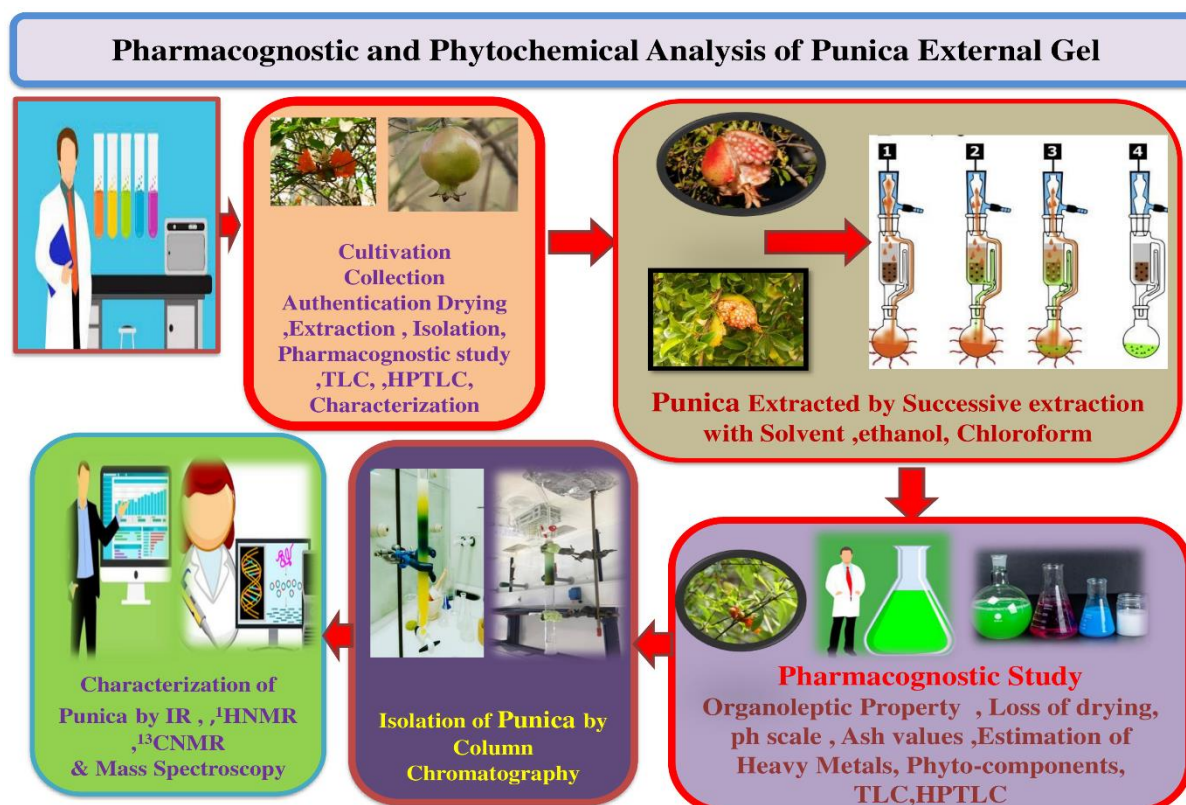 Pharmacognostic and Phytochemical Analysis of Punica External Gel
Cultivation
Collection
Authentication Drying
,Extraction , Isolation,
Pharmacognostic study
,TLC, ,HPTLC,
Characterization
1 2 3 4
Punica Extracted by Successive extraction
with Solvent ,ethanol, Chloroform
Pharmacognostic Study
Organoleptic Property , Loss of drying,
ph scale , Ash values ,Estimation of
Heavy Metals, Phyto-components,
TLC,HPTLC
Isolation of Punica by
Column
Chromatography
Characterization of
Punica by IR , ,¹HNMR
,¹³CNMR
& Mass Spectroscopy